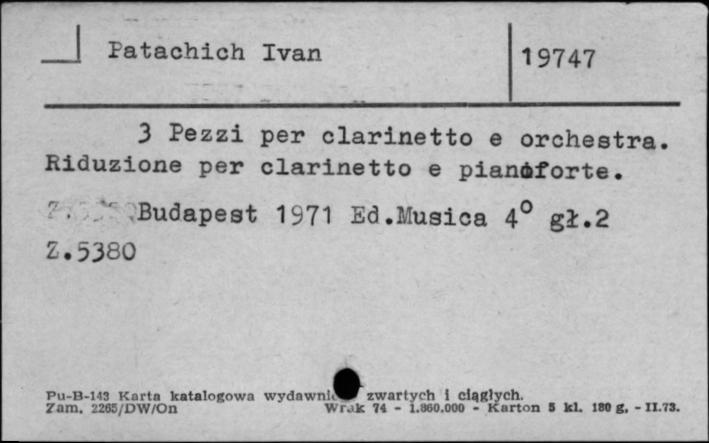 Patachich Ivan
19747
3 Pezzi per clarinetto e orchestra.
Riduzione per clarinetto e pianoforte.
Budapest 1971 Ed.Musica 4° gł.2
Z.5380
Pu-B-143 Karta katalogowa zwartych i ciągłych.
Zam. 2265/DW/On Wrak 74 - 1.860.000 - Karton 5 kl. 180 g. - II.73.